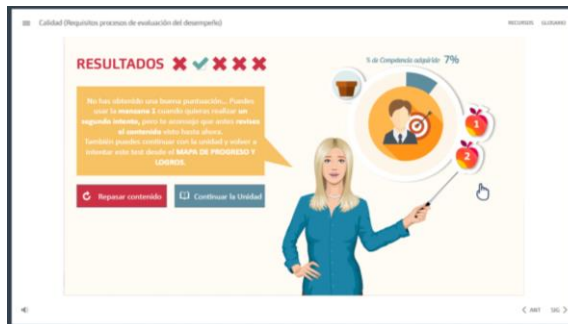 Calidad (Requisitos procesos de evaluación del desempeño)
RECURSOS GLOSARIO
RESULTADOS
% de Competencia adquirida: 7%
No has obtenido una buena puntuación... Puedes
usar la manzana 1 cuando quieras realizar un
segundo intento, pero te aconsejo que antes revises
el contenido visto hasta ahora.
También puedes continuar con la unidad y volver a
intentar este test desde el MAPA DE PROGRESO Y
LOGROS.
1
2
Repasar contenido
Continuar la Unidad
ANT SIG